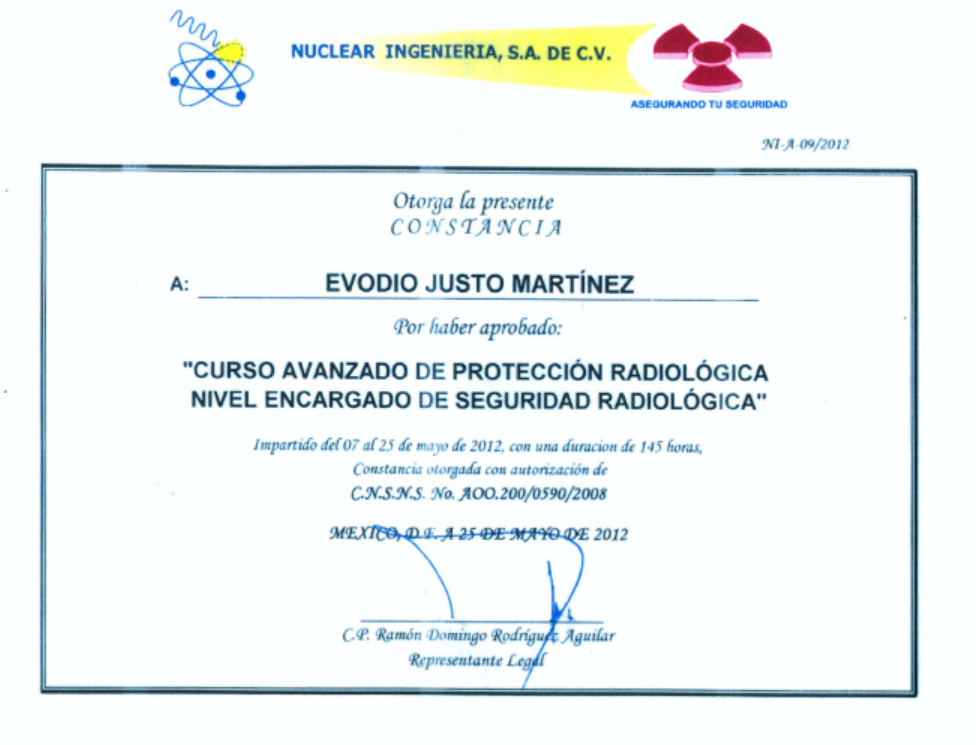 NUCLEAR INGENIERIA, S.A. DE C.V.
ASEGURANDO TU SEGURIDAD
NI-A-09/2012
Otorga la presente
CONSTANCIA
A: EVODIO JUSTO MARTÍNEZ
Por haber aprobado:
"CURSO AVANZADO DE PROTECCIÓN RADIOLÓGICA
NIVEL ENCARGADO DE SEGURIDAD RADIOLÓGICA"
Impartido del 07 al 25 de mayo de 2012, con una duracion de 145 horas,
Constancia otorgada con autorización de
C.N.S.N.S. No. AOO.200/0590/2008
MEXICO, D.F. A 25 DE MAYO DE 2012
C.P. Ramón Domingo Rodríguez Aguilar
Representante Legal